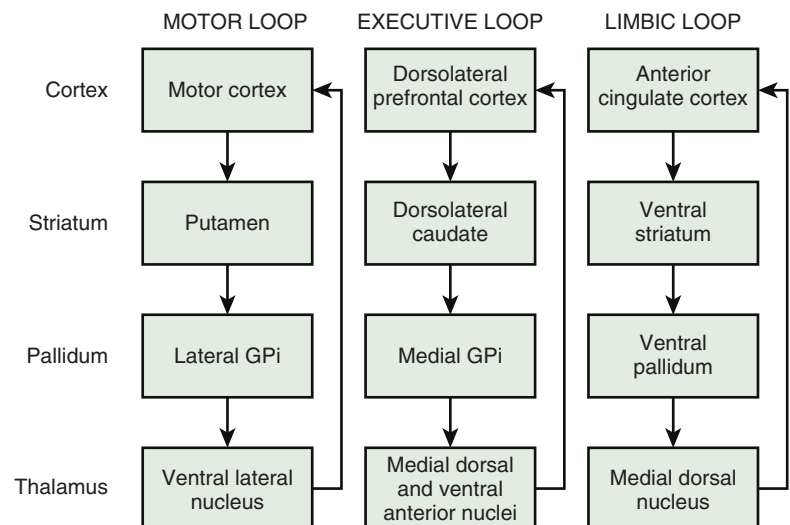 MOTOR LOOP EXECUTIVE LOOP LIMBIC LOOP
Cortex
Motor cortex
Dorsolateral
prefrontal cortex
Anterior
cingulate cortex
Striatum
Putamen
Dorsolateral
caudate
Ventral
striatum
Pallidum
Lateral GPi
Medial GPi
Ventral
pallidum
Thalamus
Ventral lateral
nucleus
Medial dorsal
and ventral
anterior nuclei
Medial dorsal
nucleus